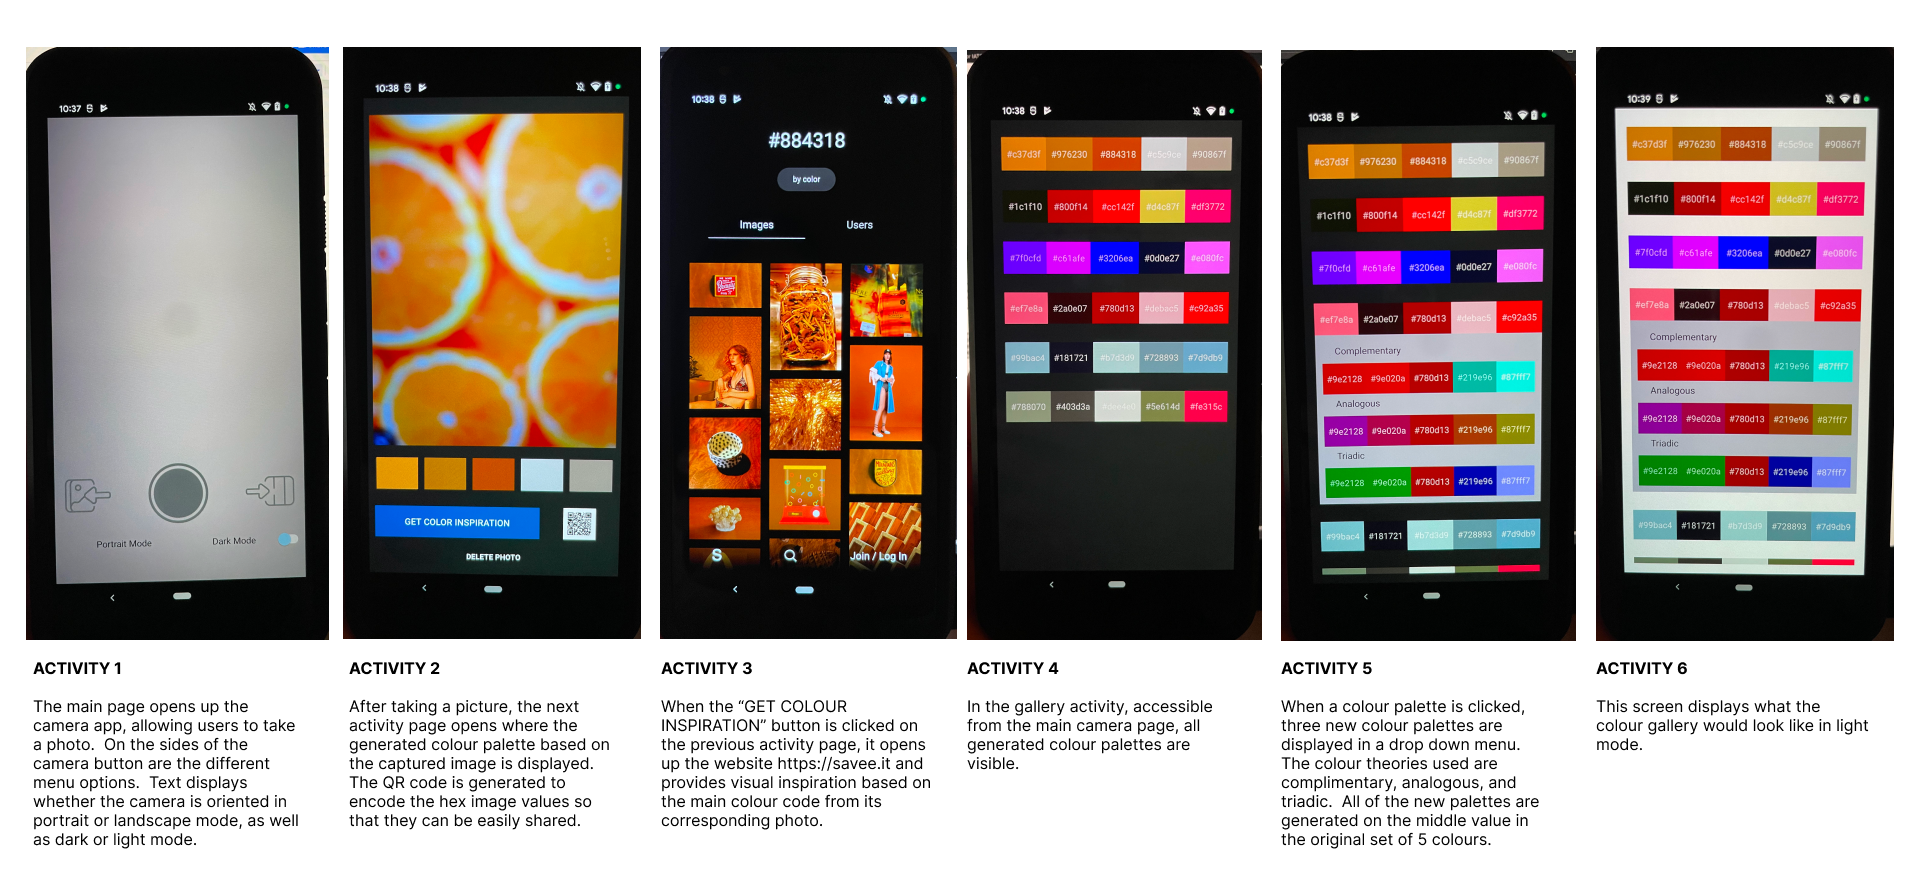 10:37
Portrait Mode
Dark Mode
ACTIVITY 1
The main page opens up the
camera app, allowing users to take
a photo.  On the sides of the
camera button are the different
menu options.  Text displays
whether the camera is oriented in
portrait or landscape mode, as well
as dark or light mode.
10:38
GET COLOR INSPIRATION
DELETE PHOTO
ACTIVITY 2
After taking a picture, the next
activity page opens where the
generated colour palette based on
the captured image is displayed.
The QR code is generated to
encode the hex image values so
that they can be easily shared.
10:38
#884318
by color
Images Users
S Join / Log In
ACTIVITY 3
When the “GET COLOUR
INSPIRATION” button is clicked on
the previous activity page, it opens
up the website https://savee.it and
provides visual inspiration based on
the main colour code from its
corresponding photo.
10:38
#c37d3f #976230 #884318 #c5c9ce #90867f
#1c1f10 #800f14 #cc142f #d4c87f #df3772
#7f0cfd #c61afe #3206ea #0d0e27 #e080fc
#ef7e8a #2a0e07 #780d13 #debac5 #c92a35
#99bac4 #181721 #b7d3d9 #728893 #7d9db9
#788070 #403d3a #5e614d #fe315c
ACTIVITY 4
In the gallery activity, accessible
from the main camera page, all
generated colour palettes are
visible.
10:38
#c37d3f #976230 #884318 #c5c9ce #90867f
#1c1f10 #800f14 #cc142f #d4c87f #df3772
#7f0cfd #c61afe #3206ea #0d0e27 #e080fc
#ef7e8a #2a0e07 #780d13 #debac5 #c92a35
Complementary
#9e2128 #9e020a #780d13 #219e96 #87fff7
Analogous
#9e2128 #9e020a #780d13 #219e96 #87fff7
Triadic
#9e2128 #9e020a #780d13 #219e96 #87fff7
#99bac4 #181721 #b7d3d9 #728893 #7d9db9
ACTIVITY 5
When a colour palette is clicked,
three new colour palettes are
displayed in a drop down menu.
The colour theories used are
complimentary, analogous, and
triadic.  All of the new palettes are
generated on the middle value in
the original set of 5 colours.
10:39
#c37d3f #976230 #884318 #c5c9ce #90867f
#1c1f10 #800f14 #cc142f #d4c87f #df3772
#7f0cfd #c61afe #3206ea #0d0e27 #e080fc
#ef7e8a #2a0e07 #780d13 #debac5 #c92a35
Complementary
#9e2128 #9e020a #780d13 #219e96 #87fff7
Analogous
#9e2128 #9e020a #780d13 #219e96 #87fff7
Triadic
#9e2128 #9e020a #780d13 #219e96 #87fff7
#99bac4 #181721 #b7d3d9 #728893 #7d9db9
ACTIVITY 6
This screen displays what the
colour gallery would look like in light
mode.